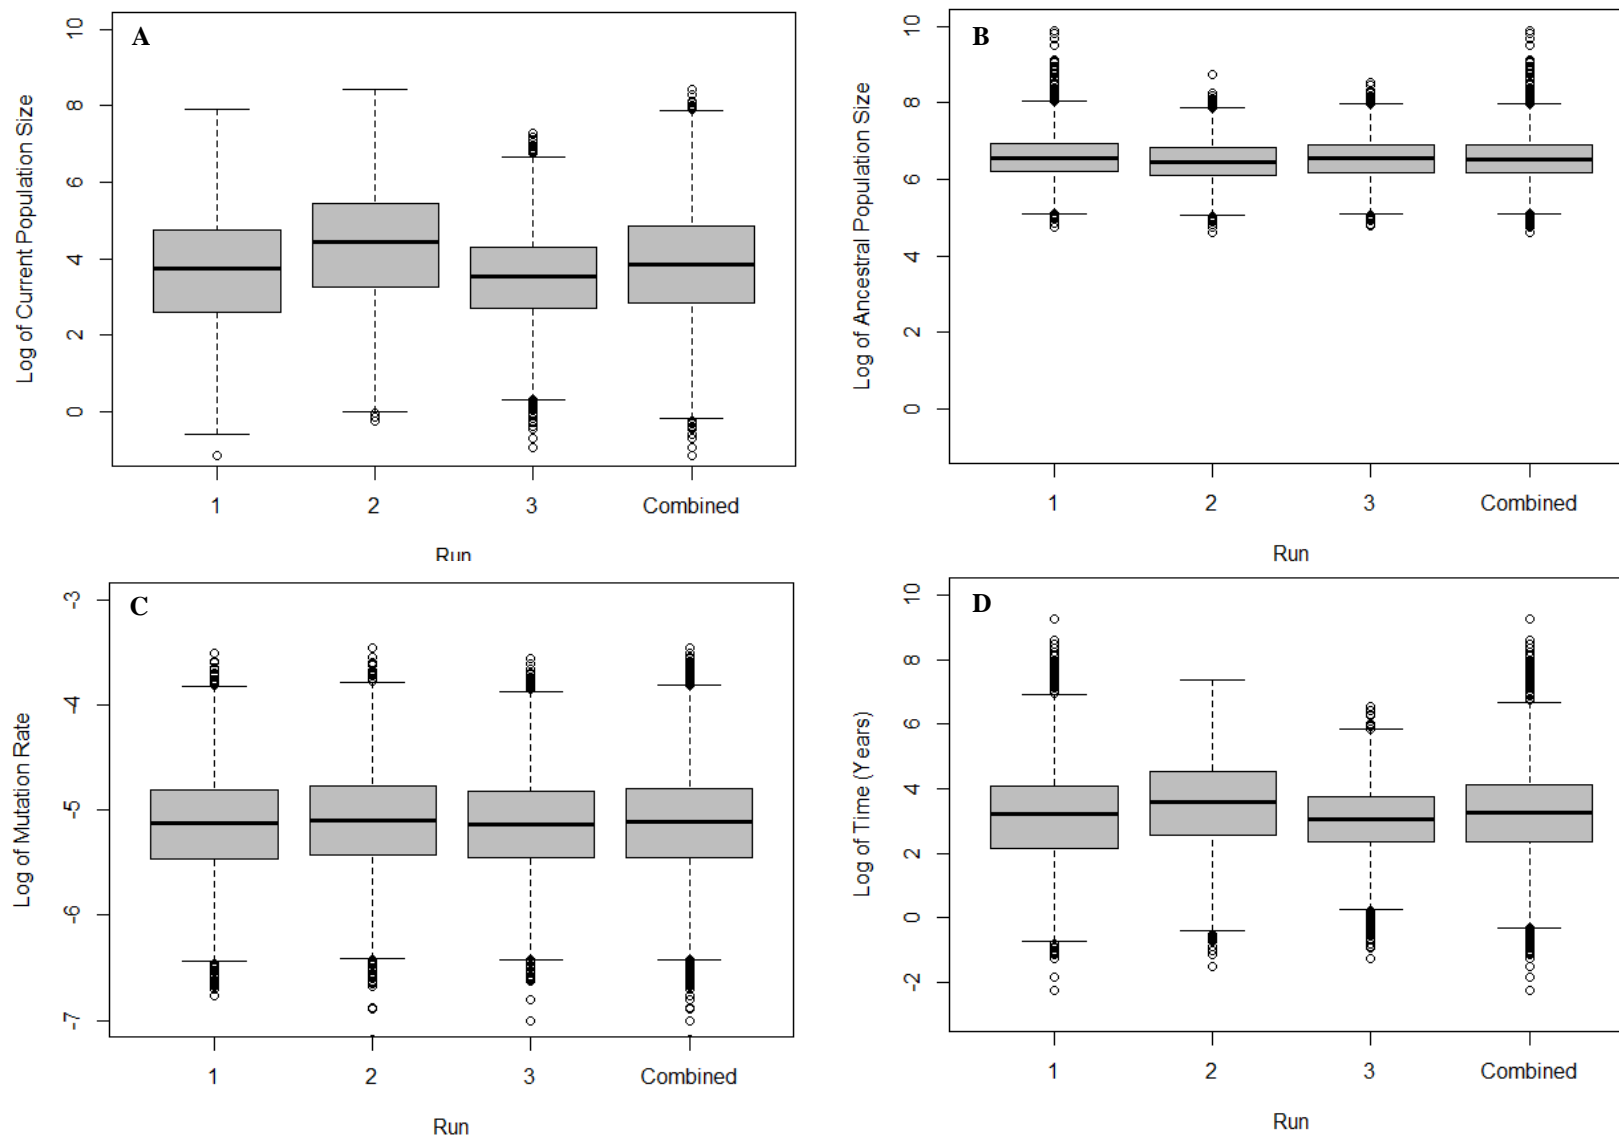 A
Log of Current Population Size
10
8
6
4
2
0
1 2 3 Combined
Run
B
Log of Ancestral Population Size
10
8
6
4
2
0
1 2 3 Combined
Run
C
Log of Mutation Rate
-3
-4
-5
-6
-7
1 2 3 Combined
Run
D
Log of Time (Years)
10
8
6
4
2
0
-2
1 2 3 Combined
Run